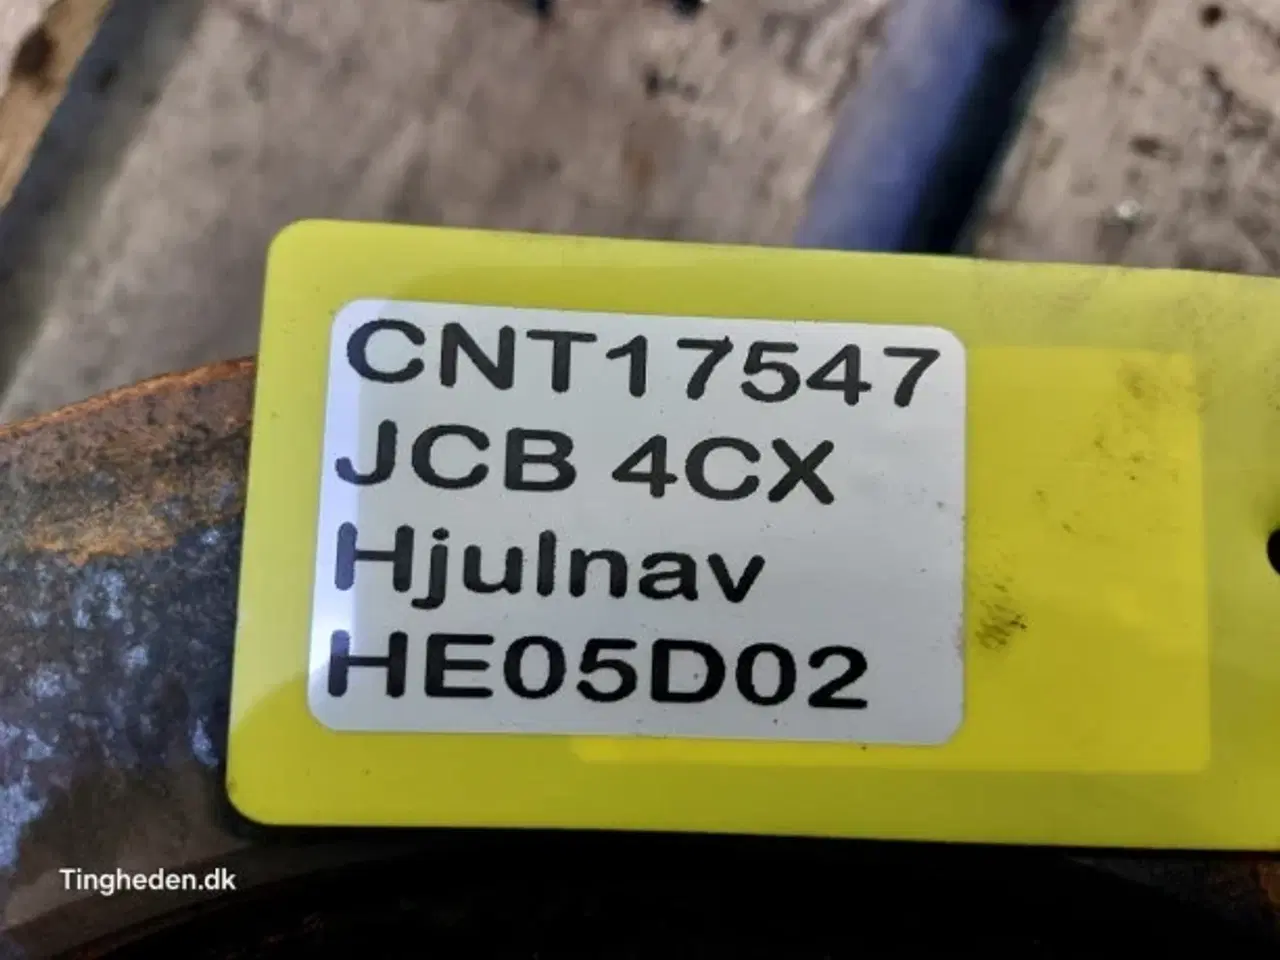 CNT17547
JCB 4CX
Hjulnav
HE05D02
Tingheden.dk